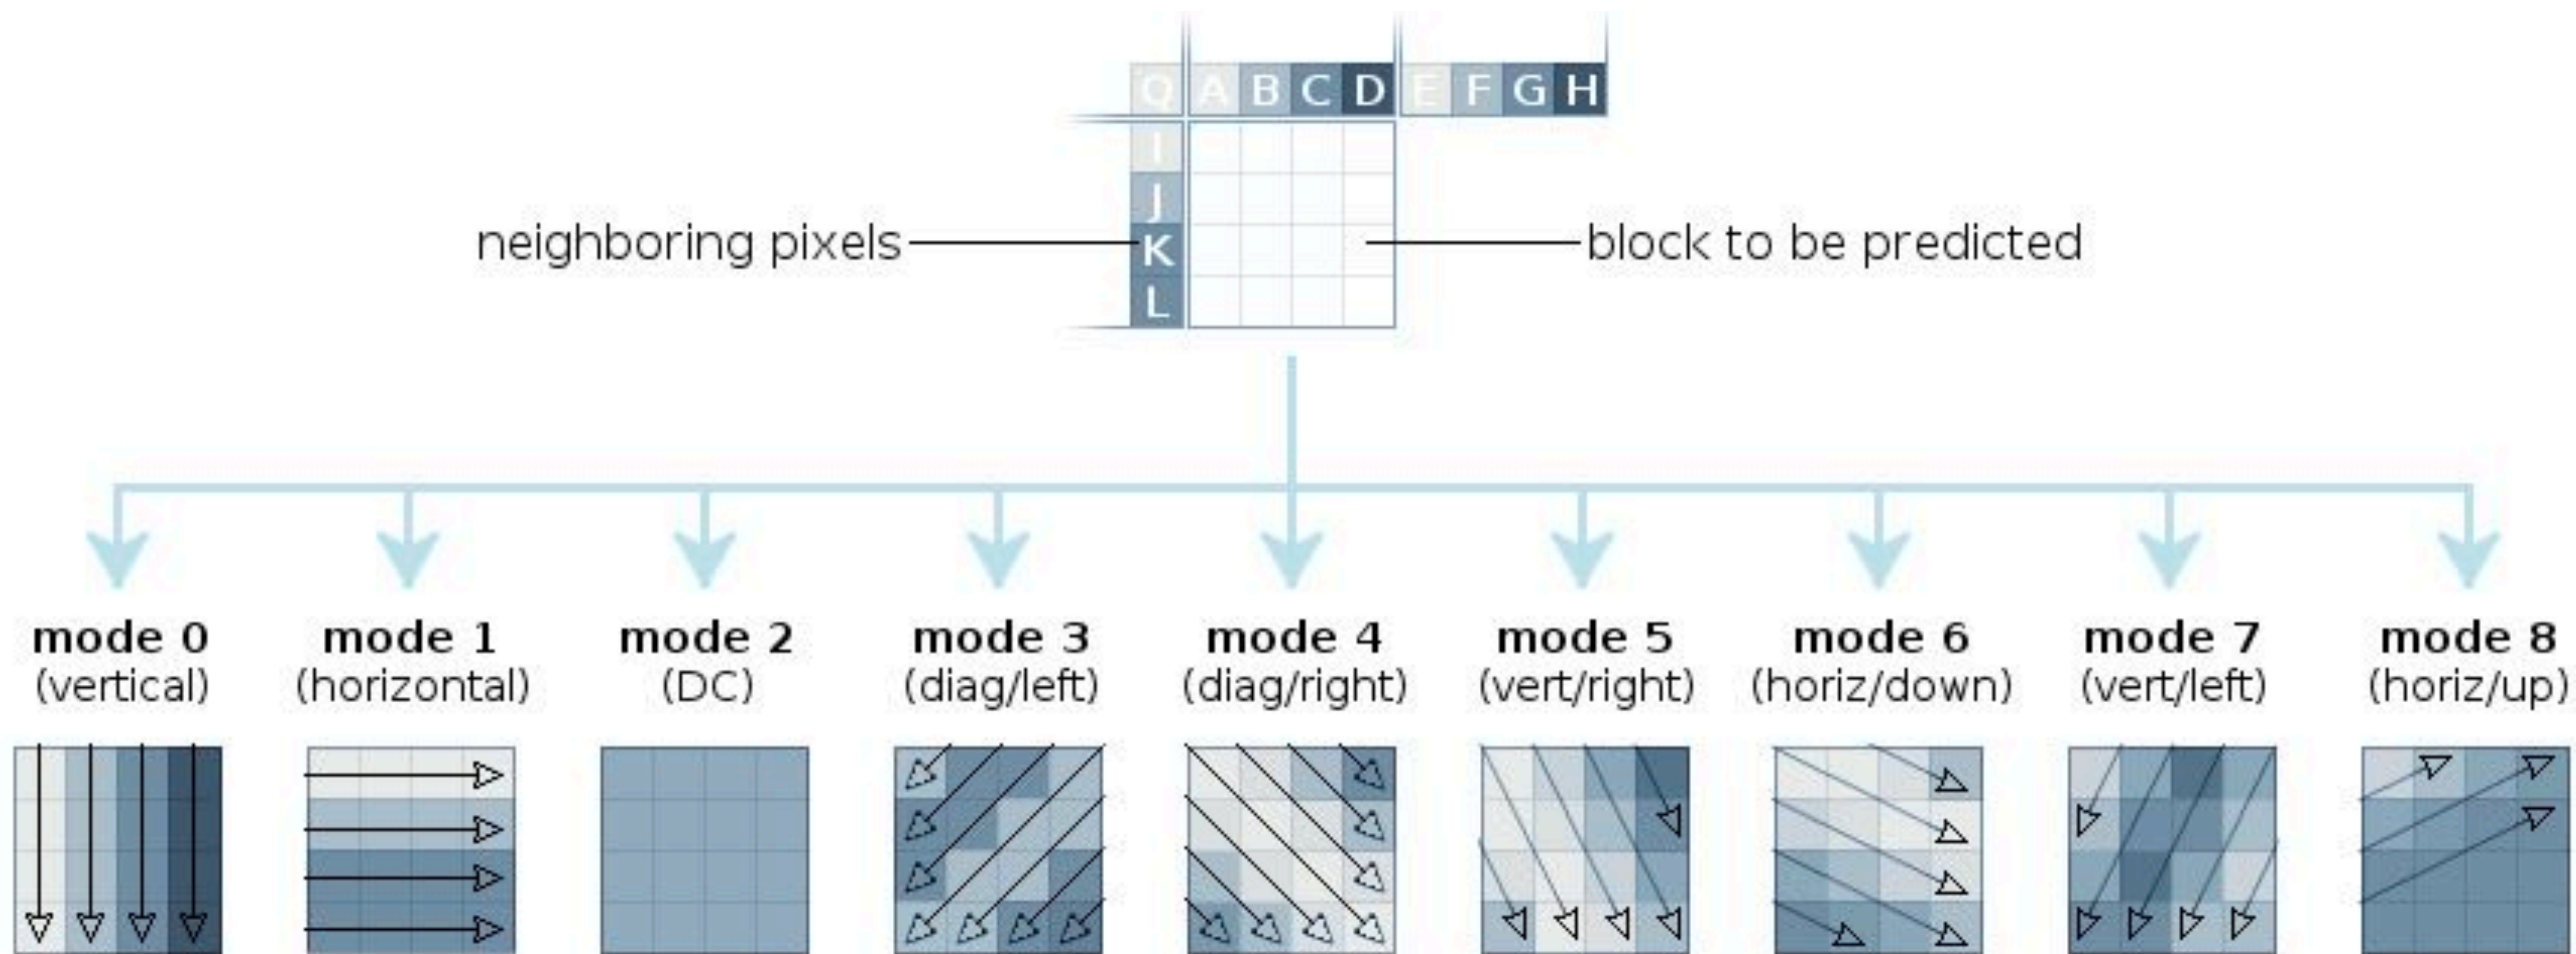 Q A B C D E F G H
I
J
neighboring pixels K block to be predicted
L
mode 0 mode 1 mode 2 mode 3 mode 4 mode 5 mode 6 mode 7 mode 8
(vertical) (horizontal) (DC) (diag/left) (diag/right) (vert/right) (horiz/down) (vert/left) (horiz/up)